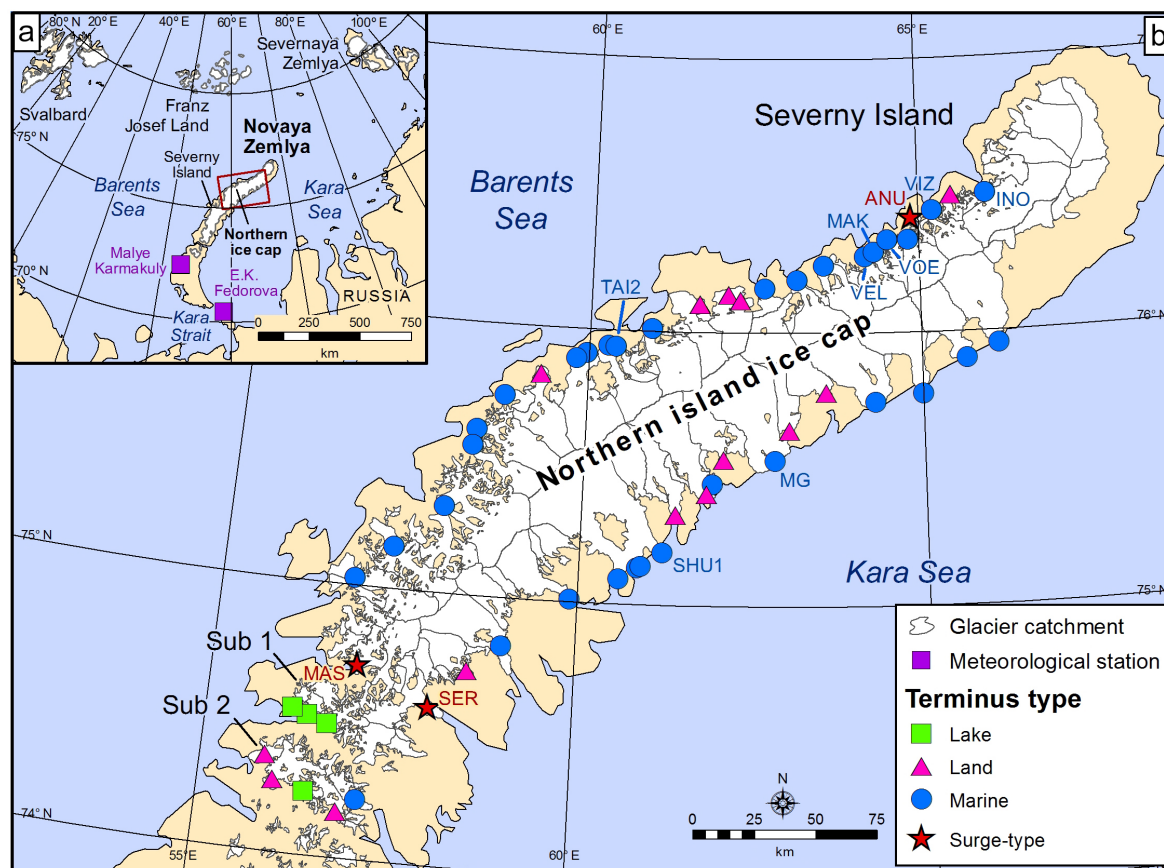 a
80° N
20° E
40° E
60° E
80° E
100° E
Severnaya
Zemlya
Svalbard
Franz
Josef Land
75° N
Novaya
Zemlya
Severny
Island
Barents
Sea
Kara
Sea
Northern
ice cap
Malye
Karmakuly
E.K.
Fedorova
70° N
RUSSIA
Kara
Strait
0 250 500 750
km
b
60° E
65° E
Severny Island
Barents
Sea
VIZ
ANU
INO
MAK
VOE
VEL
TAI2
76° N
Northern island ice cap
MG
SHU1
Kara Sea
75° N
75° N
Sub 1
MAS
SER
Sub 2
74° N
55° E
60° E
N
0 25 50 75
km
Glacier catchment
Meteorological station
Terminus type
Lake
Land
Marine
Surge-type